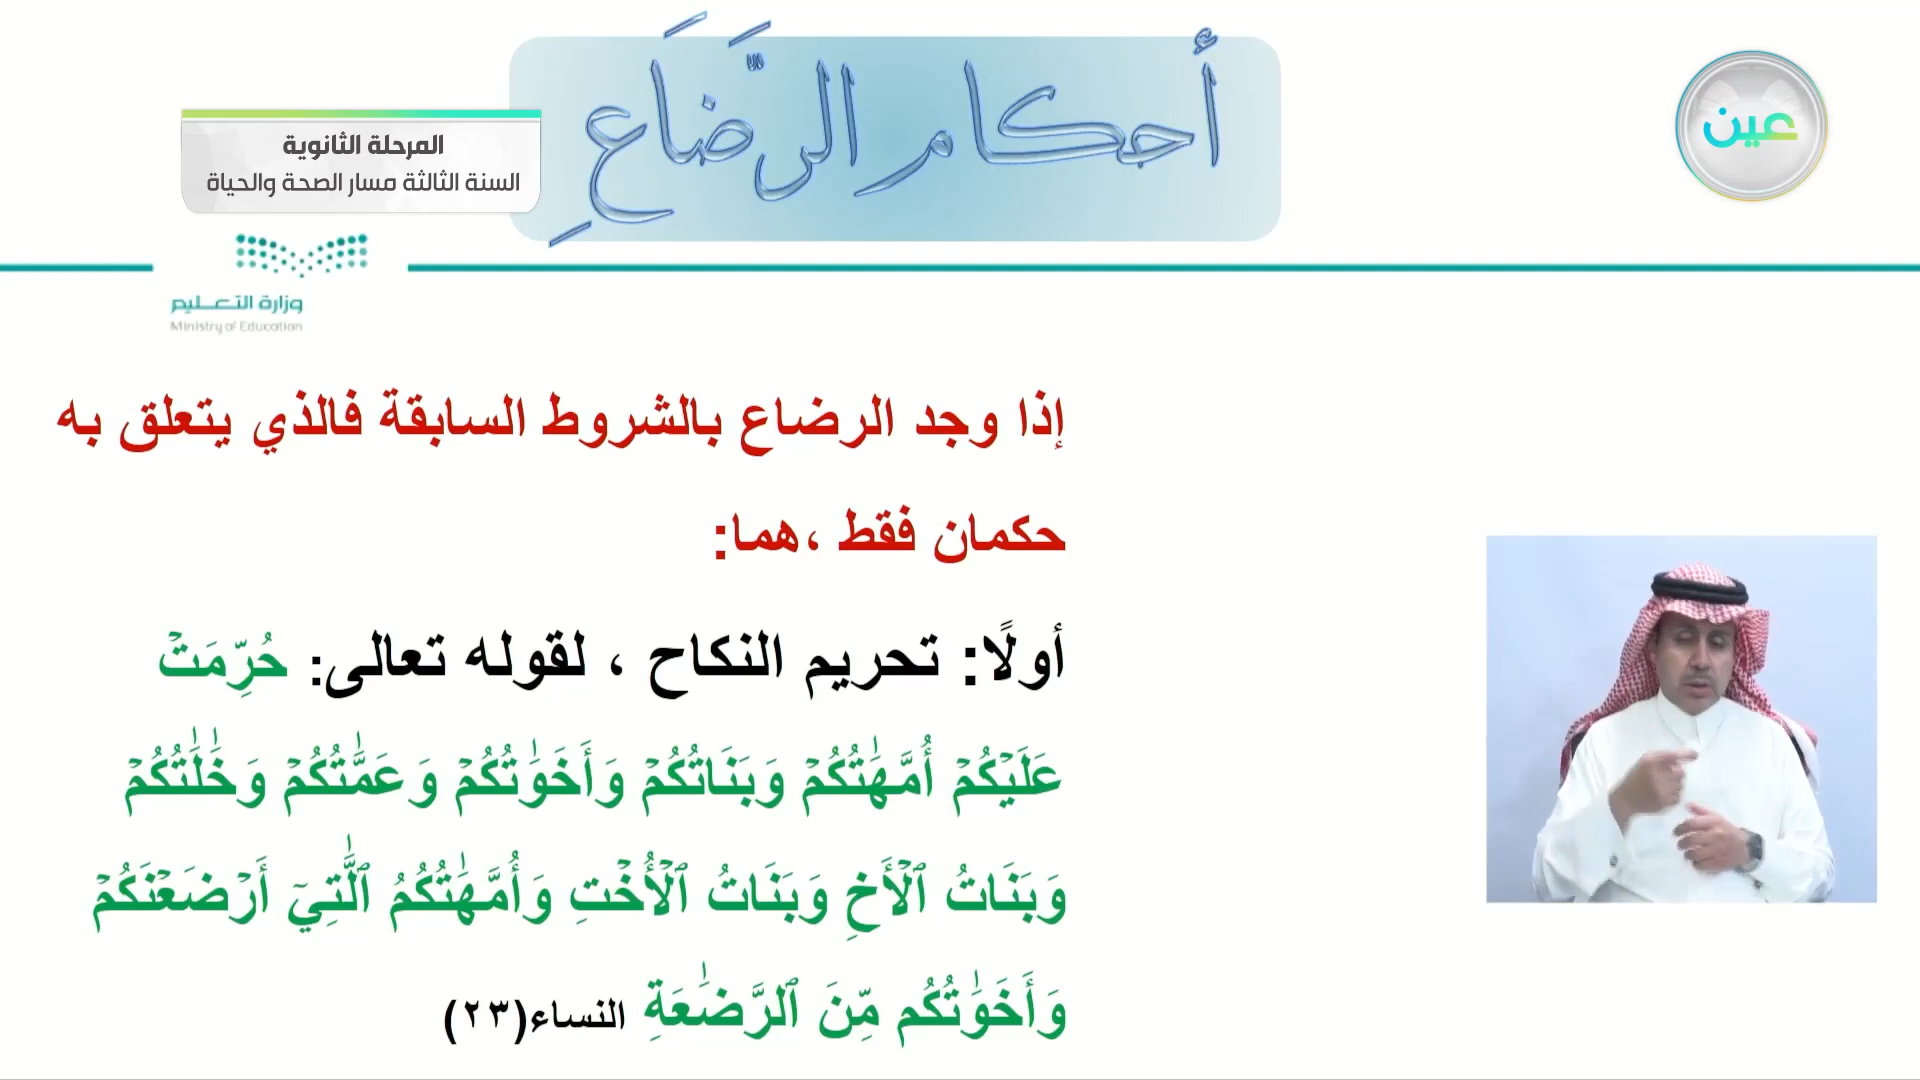 أحكام الرَّضَاعِ
عين
المرحلة الثانوية
السنة الثالثة مسار الصحة والحياة
وزارة التعليم
Ministry of Education
إذا وجد الرضاع بالشروط السابقة فالذي يتعلق به
حكمان فقط ،هما:
أولًا: تحريم النكاح ، لقوله تعالى: حُرِّمَتۡ
عَلَيۡكُمۡ أُمَّهَٰتُكُمۡ وَبَنَاتُكُمۡ وَأَخَوَٰتُكُمۡ وَعَمَّٰتُكُمۡ وَخَٰلَٰتُكُمۡ
وَبَنَاتُ ٱلۡأَخِ وَبَنَاتُ ٱلۡأُخۡتِ وَأُمَّهَٰتُكُمُ ٱلَّٰتِيٓ أَرۡضَعۡنَكُمۡ
وَأَخَوَٰتُكُم مِّنَ ٱلرَّضَٰعَةِ النساء(٢٣)